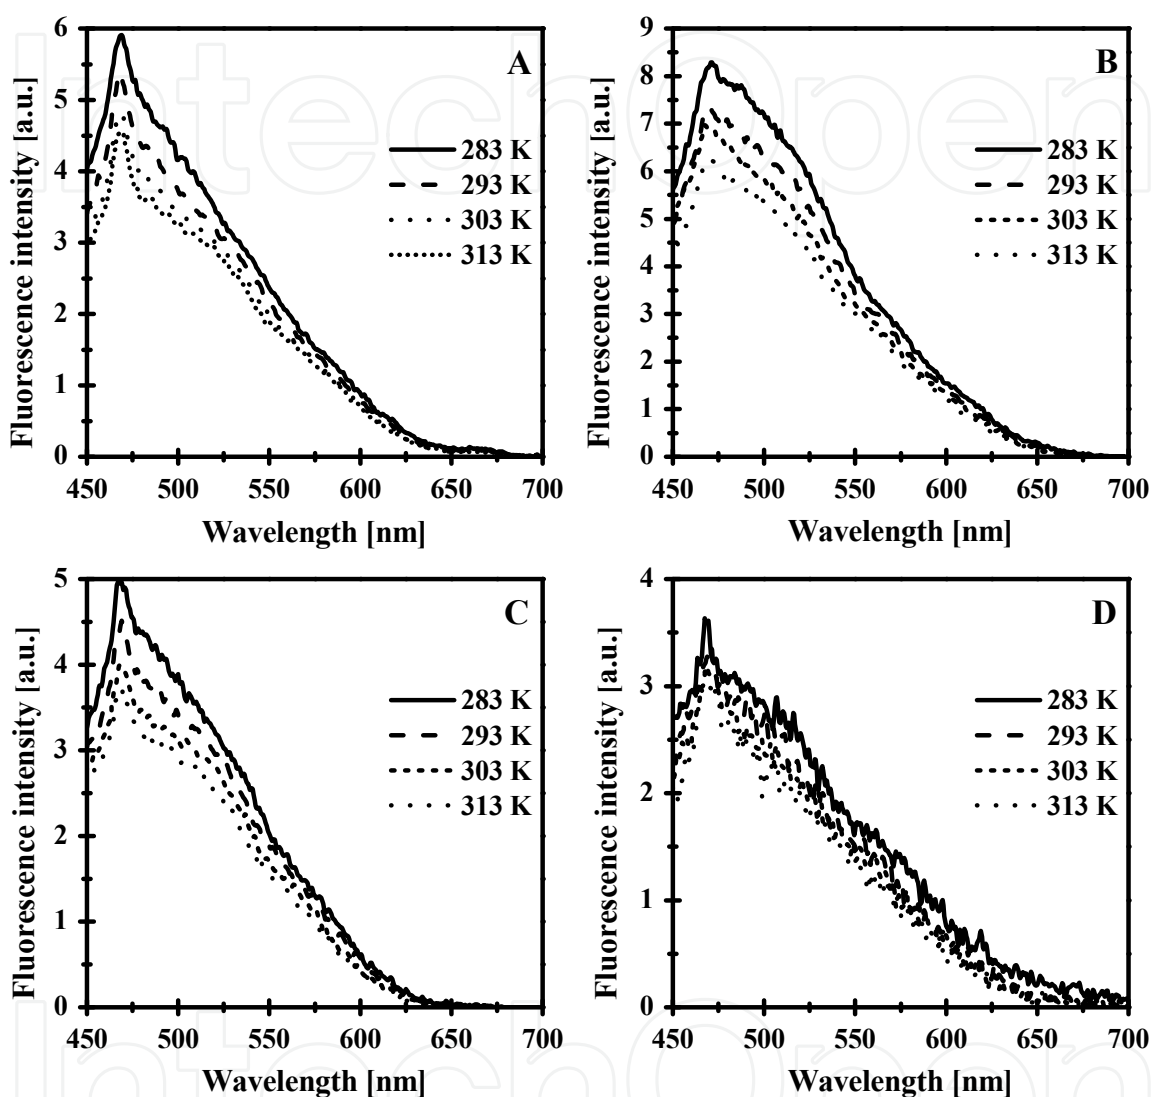 IntechOpen
A
B
Fluorescence intensity [a.u.]
6
5
4
3
2
1
0
283 K
293 K
303 K
313 K
450 500 550 600 650 700
Wavelength [nm]
Fluorescence intensity [a.u.]
9
8
7
6
5
4
3
2
1
0
283 K
293 K
303 K
313 K
450 500 550 600 650 700
Wavelength [nm]
C
Fluorescence intensity [a.u.]
5
4
3
2
1
0
283 K
293 K
303 K
313 K
450 500 550 600 650 700
Wavelength [nm]
D
Fluorescence intensity [a.u.]
4
3
2
1
0
283 K
293 K
303 K
313 K
450 500 550 600 650 700
Wavelength [nm]
IntechOpen